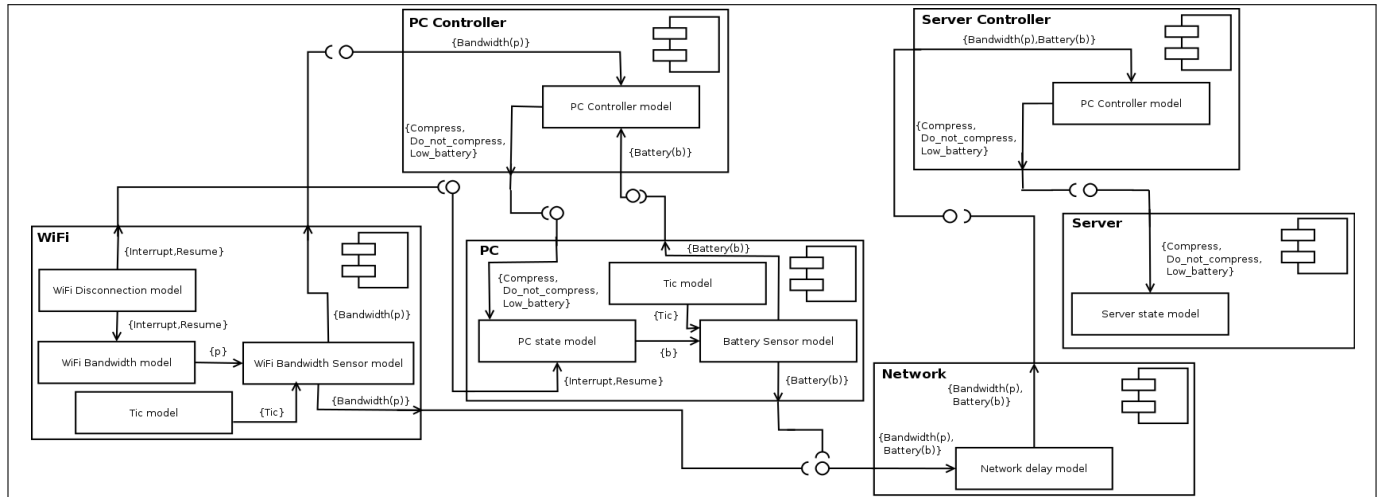 PC Controller
{Bandwidth(p)}
PC Controller model
{Compress,
Do_not_compress,
Low_battery}
{Battery(b)}
Server Controller
{Bandwidth(p),Battery(b)}
PC Controller model
{Compress,
Do_not_compress,
Low_battery}
WiFi
{Interrupt,Resume}
WiFi Disconnection model
{Interrupt,Resume}
{Bandwidth(p)}
WiFi Bandwidth model
{p}
WiFi Bandwidth Sensor model
Tic model
{Tic}
{Bandwidth(p)}
PC
{Battery(b)}
{Compress,
Do_not_compress,
Low_battery}
Tic model
{Tic}
PC state model
{b}
Battery Sensor model
{Interrupt,Resume}
{Battery(b)}
Server
{Compress,
Do_not_compress,
Low_battery}
Server state model
Network
{Bandwidth(p),
Battery(b)}
{Bandwidth(p),
Battery(b)}
Network delay model